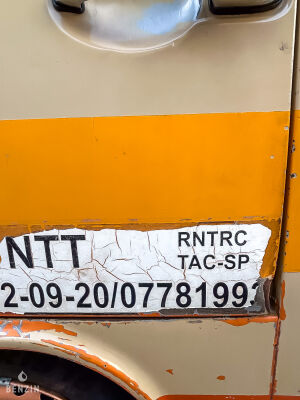 NTT
RNTRC
TAC-SP
2-09-20/0778199
BENZIN